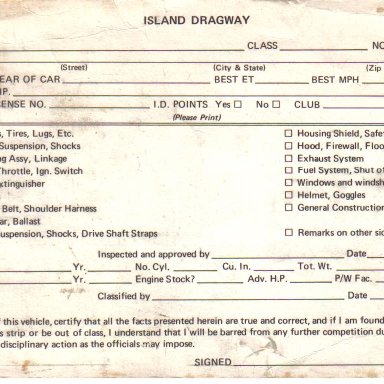 ISLAND DRAGWAY
CLASS NO
(Street) (City & State) (Zip
EAR OF CAR BEST ET BEST MPH
IP.
ENSE NO. I.D. POINTS Yes ☐ No ☐ CLUB
(Please Print)
s, Tires, Lugs, Etc. ☐ Housing Shield, Safe
Suspension, Shocks ☐ Hood, Firewall, Floo
ng Assy, Linkage ☐ Exhaust System
Throttle, Ign. Switch ☐ Fuel System, Shut of
xtinguisher ☐ Windows and windsh
☐ Helmet, Goggles
Belt, Shoulder Harness ☐ General Construction
ar, Ballast
uspension, Shocks, Drive Shaft Straps ☐ Remarks on other sid
Inspected and approved by Date
Yr. No. Cyl. Cu. In. Tot. Wt.
Yr. Engine Stock? Adv. H.P. P/W Fac.
Classified by Date
f this vehicle, certify that all the facts presented herein are true and correct, and if I am found
s strip or be out of class, I understand that I will be barred from any further competition du
disciplinary action as the officials may impose.
SIGNED